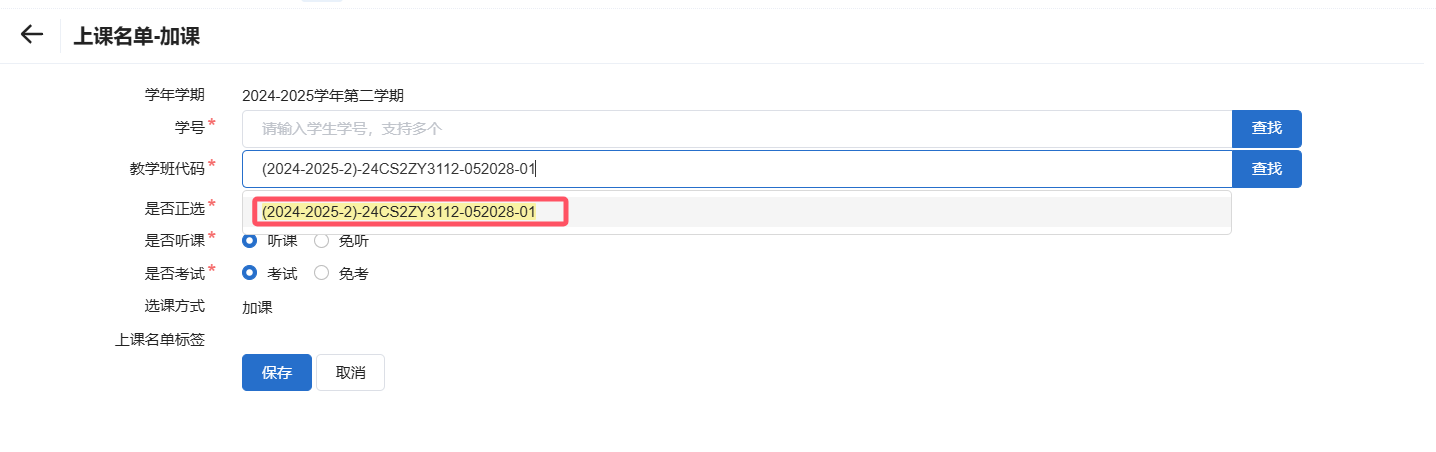 上课名单-加课
学年学期 2024-2025学年第二学期
学号* 请输入学生学号，支持多个 查找
教学班代码* (2024-2025-2)-24CS2ZY3112-052028-01 查找
是否正选* (2024-2025-2)-24CS2ZY3112-052028-01
是否听课* 听课 免听
是否考试* 考试 免考
选课方式 加课
上课名单标签
保存 取消